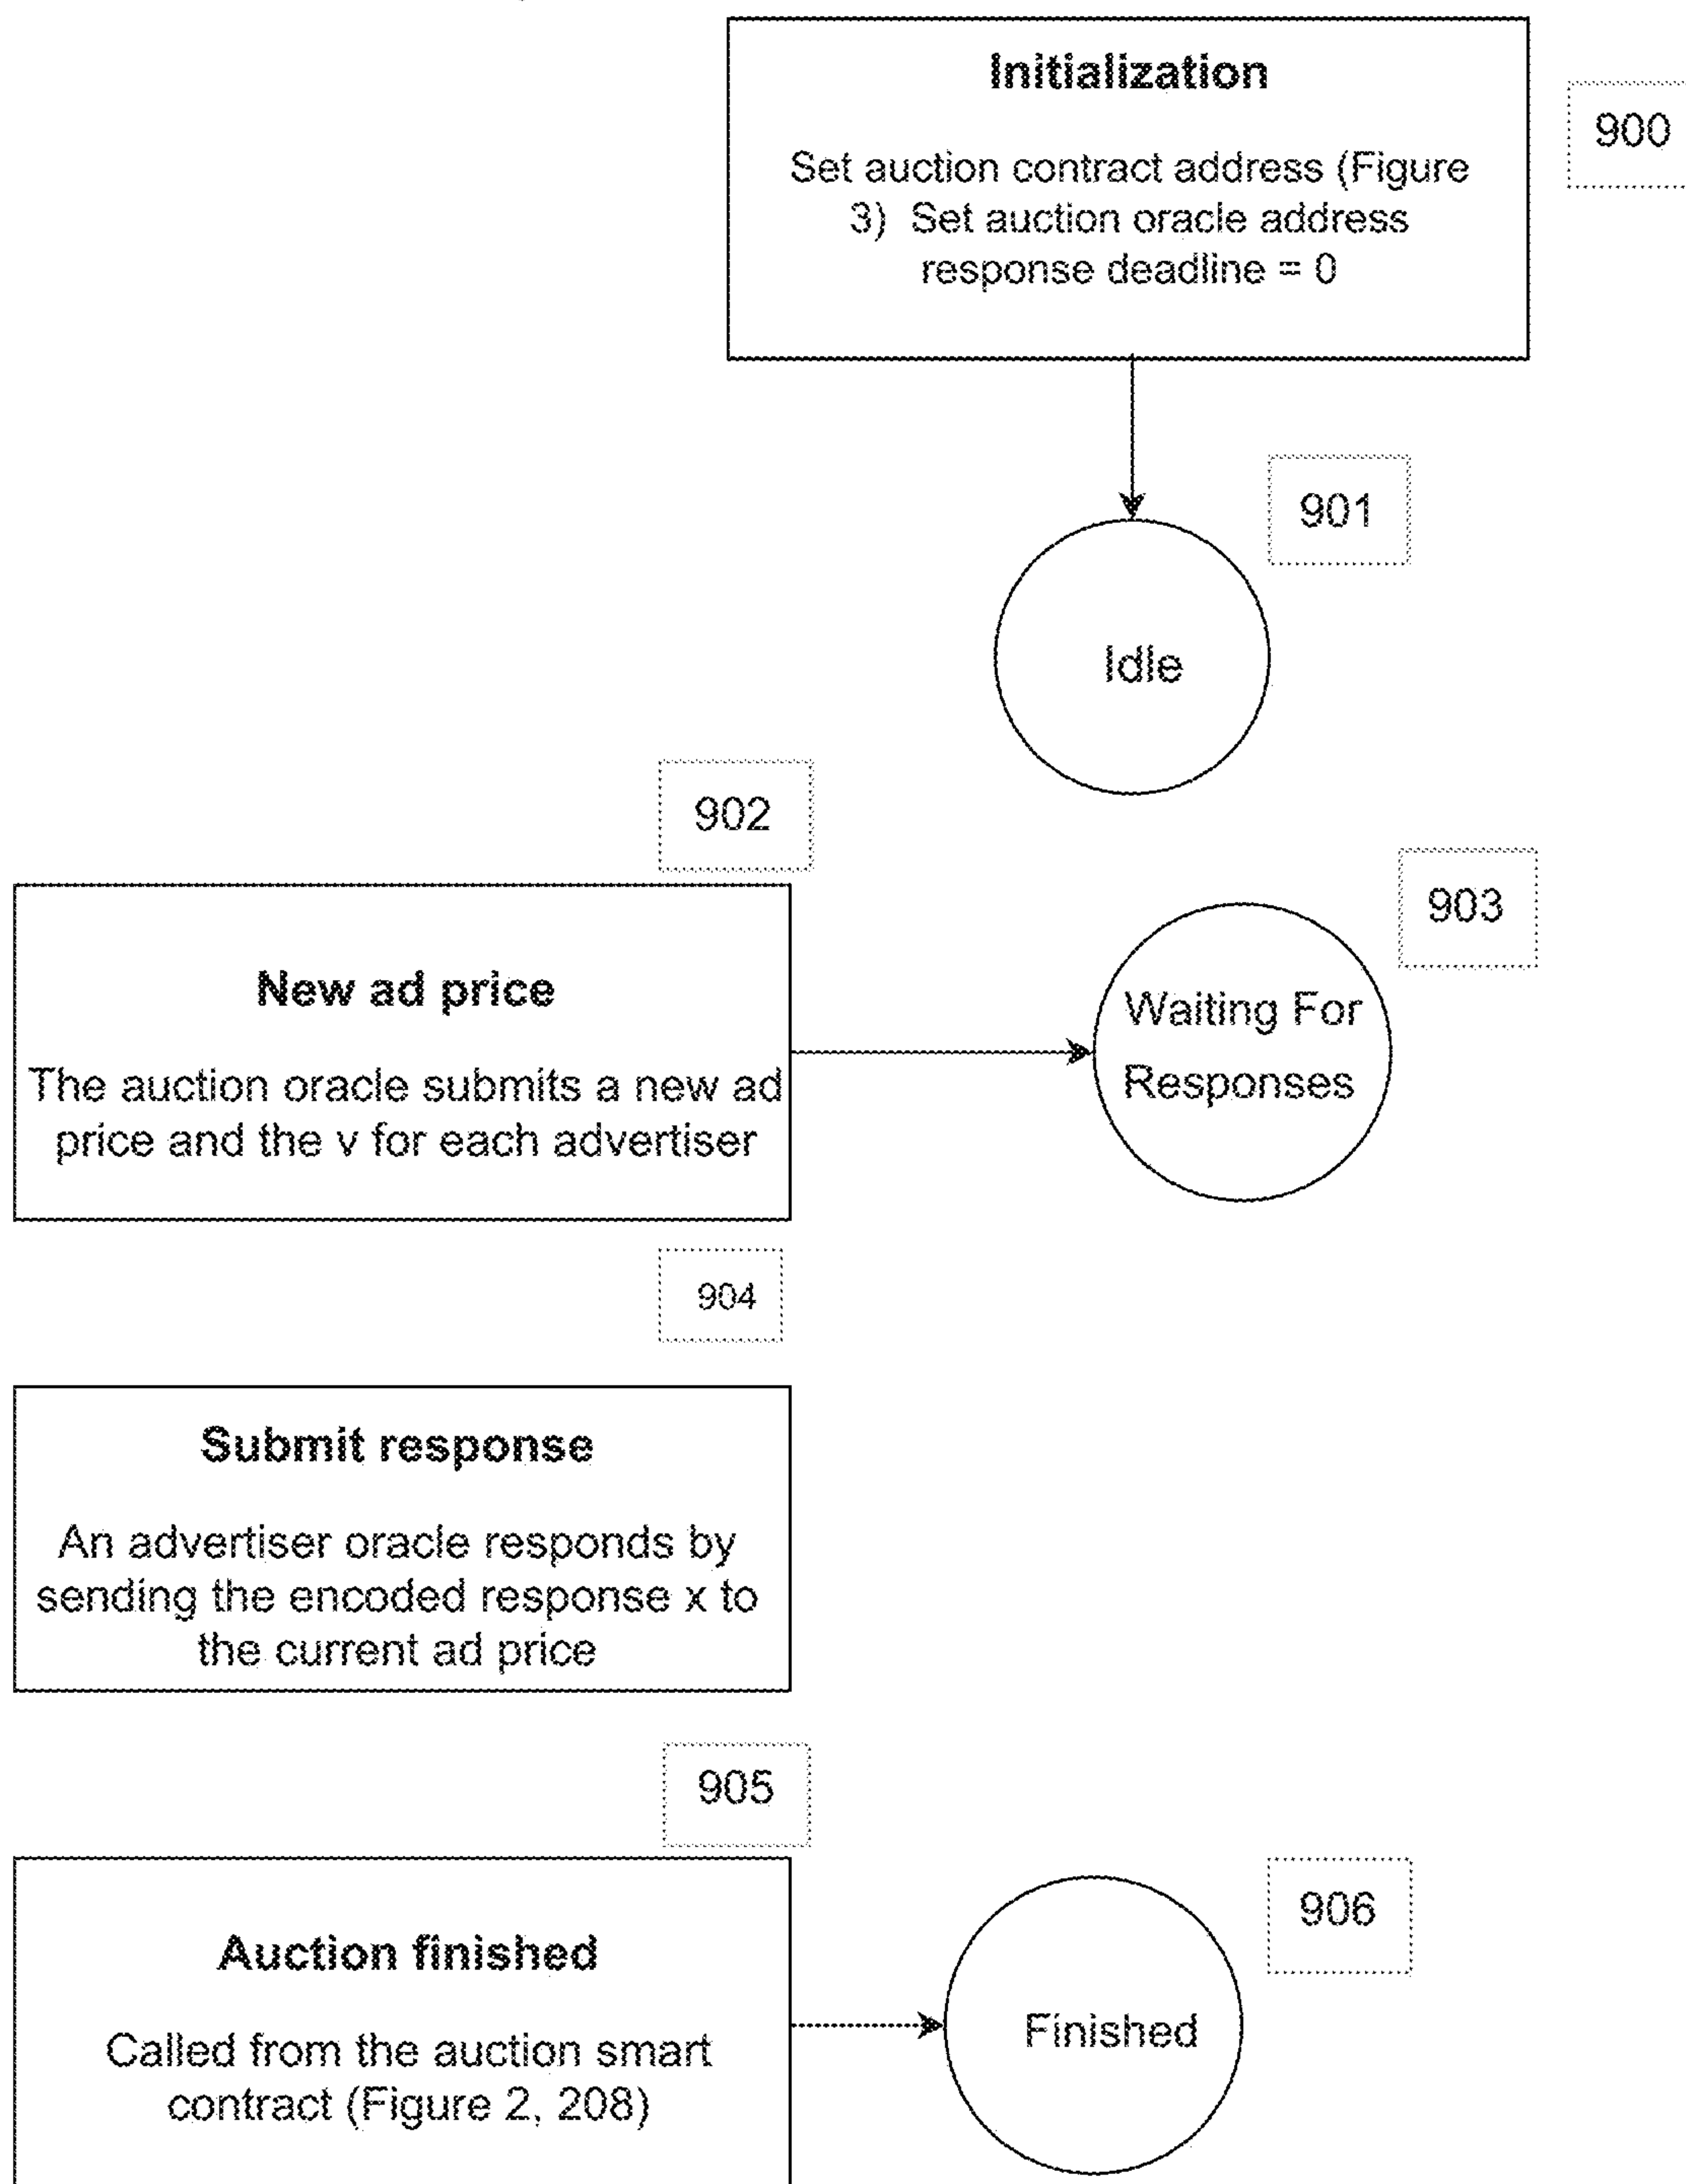 Initialization
900
Set auction contract address (Figure
3) Set auction oracle address
response deadline = 0
901
Idle
902
903
New ad price
The auction oracle submits a new ad
price and the v for each advertiser
Waiting For
Responses
904
Submit response
An advertiser oracle responds by
sending the encoded response x to
the current ad price
905
906
Auction finished
Called from the auction smart
contract (Figure 2, 208)
Finished